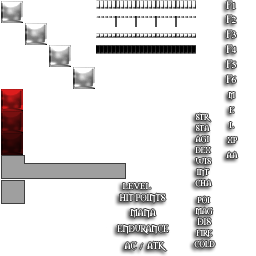 F1
F2
F3
F4
F5
F6
M
E
L
XP
AA
STR
STA
AGI
DEX
WIS
INT
CHA
POI
MAG
DIS
FIRE
COLD
LEVEL
HIT POINTS
MANA
ENDURANCE
AC / ATK